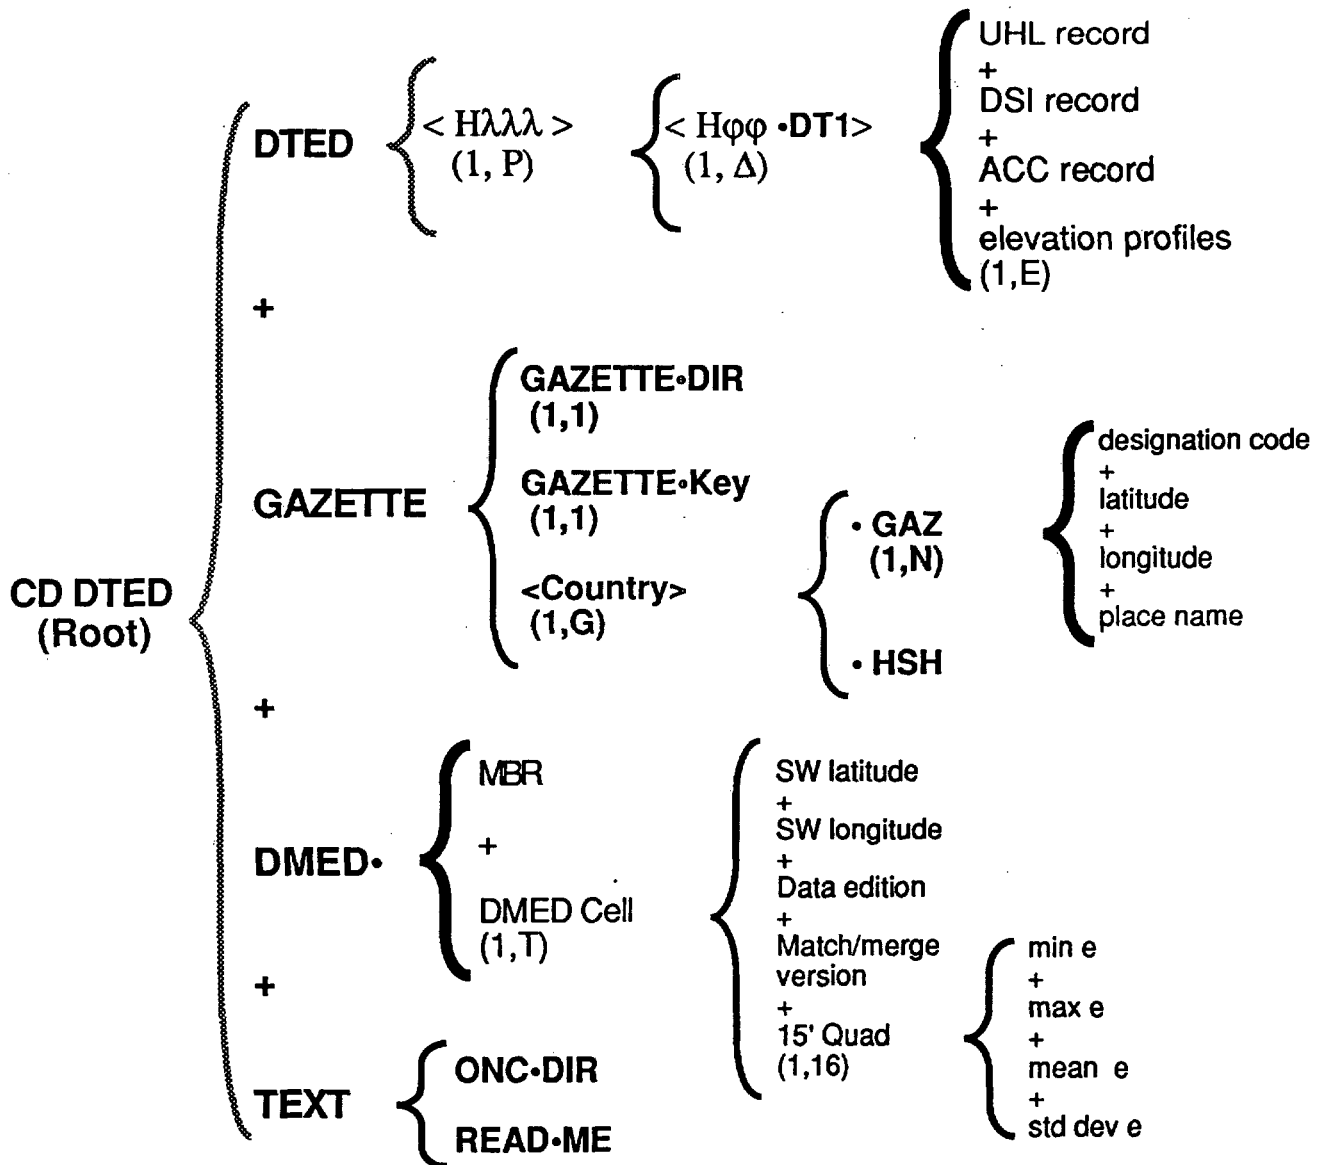 CD DTED
(Root)
DTED
< Hλλλ >
(1, P)
< Hφφ •DT1>
(1, Δ)
UHL record
+
DSI record
+
ACC record
+
elevation profiles
(1,E)
+
GAZETTE
GAZETTE•DIR
(1,1)
GAZETTE•Key
(1,1)
<Country>
(1,G)
• GAZ
(1,N)
• HSH
designation code
+
latitude
+
longitude
+
place name
+
DMED•
MBR
+
DMED Cell
(1,T)
SW latitude
+
SW longitude
+
Data edition
+
Match/merge
version
+
15' Quad
(1,16)
min e
+
max e
+
mean e
+
std dev e
+
TEXT
ONC•DIR
READ•ME